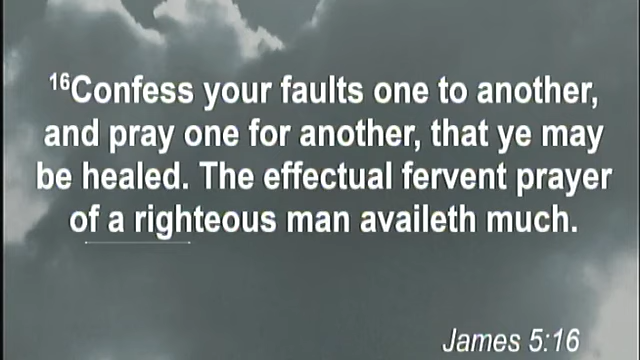 16Confess your faults one to another,
and pray one for another, that ye may
be healed. The effectual fervent prayer
of a righteous man availeth much.
James 5:16